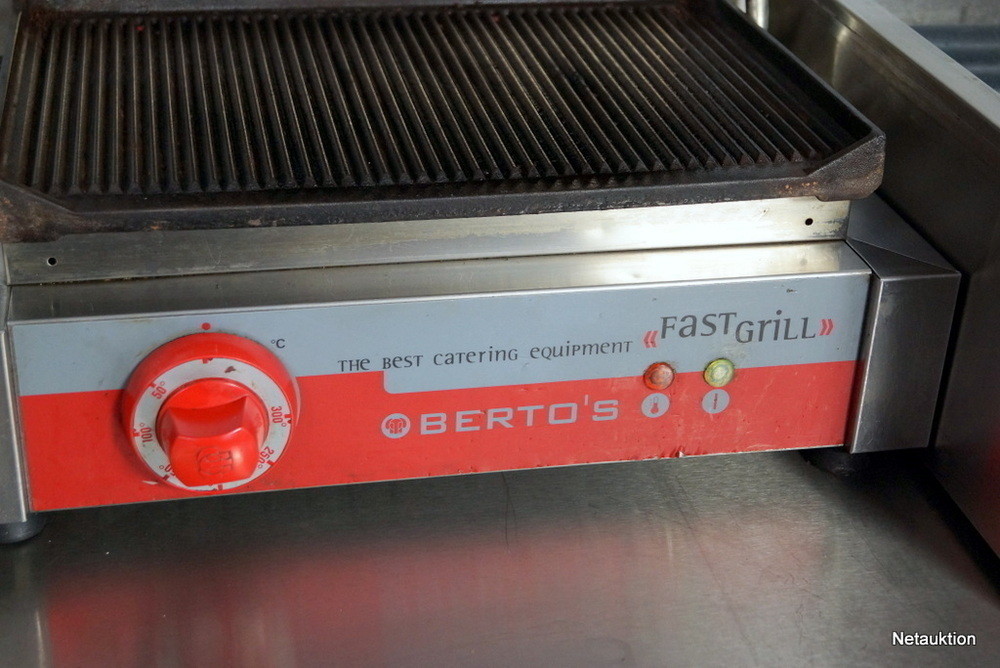 «FasTGrill»
°C
THE BEST catering equipment
BERTO'S
50°
300°
100°
250°
Netauktion